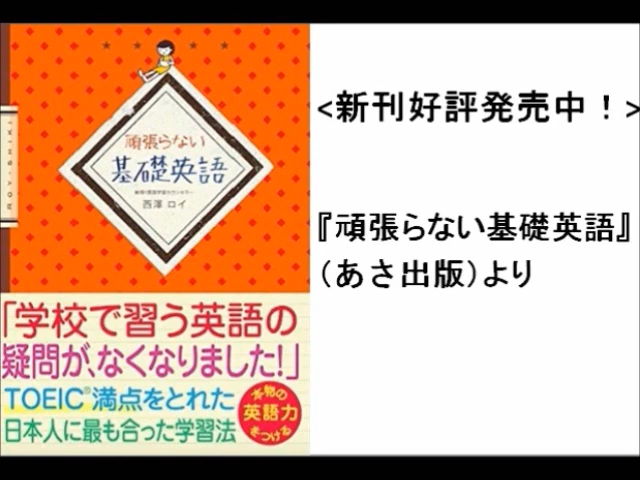 頑張らない
基礎英語
西澤 ロイ
「学校で習う英語の
疑問が、なくなりました!」
TOEIC®満点をとれた
日本人に最も合った学習法
本物の
英語力
をつける
<新刊好評発売中!>
『頑張らない基礎英語』
(あさ出版)より